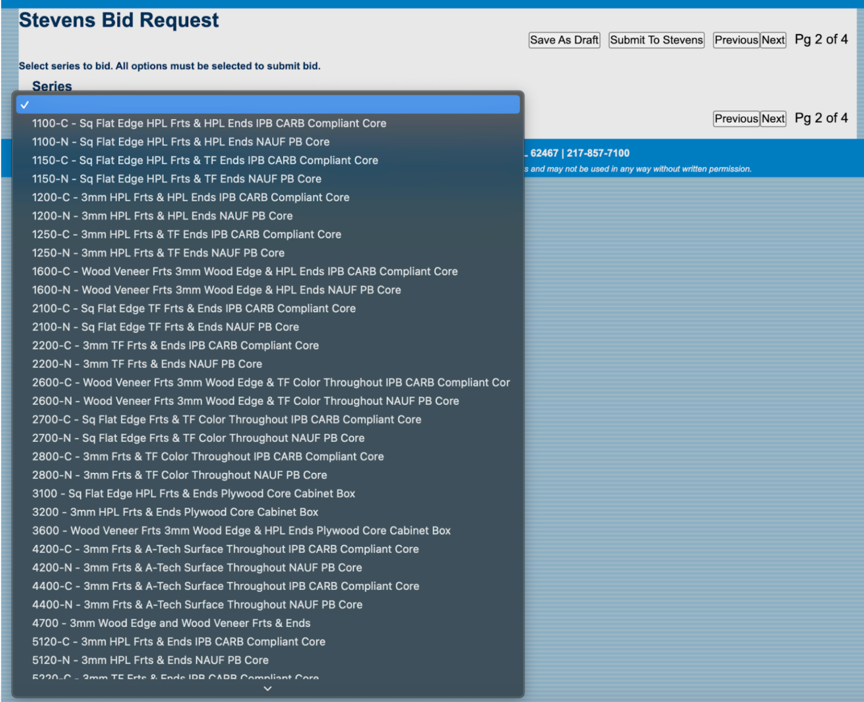 Stevens Bid Request
Save As Draft Submit To Stevens Previous Next Pg 2 of 4
Select series to bid. All options must be selected to submit bid.
Series
✓
1100-C - Sq Flat Edge HPL Frts & HPL Ends IPB CARB Compliant Core
1100-N - Sq Flat Edge HPL Frts & HPL Ends NAUF PB Core
1150-C - Sq Flat Edge HPL Frts & TF Ends IPB CARB Compliant Core
1150-N - Sq Flat Edge HPL Frts & TF Ends NAUF PB Core
1200-C - 3mm HPL Frts & HPL Ends IPB CARB Compliant Core
1200-N - 3mm HPL Frts & HPL Ends NAUF PB Core
1250-C - 3mm HPL Frts & TF Ends IPB CARB Compliant Core
1250-N - 3mm HPL Frts & TF Ends NAUF PB Core
1600-C - Wood Veneer Frts 3mm Wood Edge & HPL Ends IPB CARB Compliant Core
1600-N - Wood Veneer Frts 3mm Wood Edge & HPL Ends NAUF PB Core
2100-C - Sq Flat Edge TF Frts & Ends IPB CARB Compliant Core
2100-N - Sq Flat Edge TF Frts & Ends NAUF PB Core
2200-C - 3mm TF Frts & Ends IPB CARB Compliant Core
2200-N - 3mm TF Frts & Ends NAUF PB Core
2600-C - Wood Veneer Frts 3mm Wood Edge & TF Color Throughout IPB CARB Compliant Cor
2600-N - Wood Veneer Frts 3mm Wood Edge & TF Color Throughout NAUF PB Core
2700-C - Sq Flat Edge Frts & TF Color Throughout IPB CARB Compliant Core
2700-N - Sq Flat Edge Frts & TF Color Throughout NAUF PB Core
2800-C - 3mm Frts & TF Color Throughout IPB CARB Compliant Core
2800-N - 3mm Frts & TF Color Throughout NAUF PB Core
3100 - Sq Flat Edge HPL Frts & Ends Plywood Core Cabinet Box
3200 - 3mm HPL Frts & Ends Plywood Core Cabinet Box
3600 - Wood Veneer Frts 3mm Wood Edge & HPL Ends Plywood Core Cabinet Box
4200-C - 3mm Frts & A-Tech Surface Throughout IPB CARB Compliant Core
4200-N - 3mm Frts & A-Tech Surface Throughout NAUF PB Core
4400-C - 3mm Frts & A-Tech Surface Throughout IPB CARB Compliant Core
4400-N - 3mm Frts & A-Tech Surface Throughout NAUF PB Core
4700 - 3mm Wood Edge and Wood Veneer Frts & Ends
5120-C - 3mm HPL Frts & Ends IPB CARB Compliant Core
5120-N - 3mm HPL Frts & Ends NAUF PB Core
5220-C - 3mm TF Frts & Ends IPB CARB Compliant Core
Previous Next Pg 2 of 4
62467 | 217-857-7100
s and may not be used in any way without written permission.